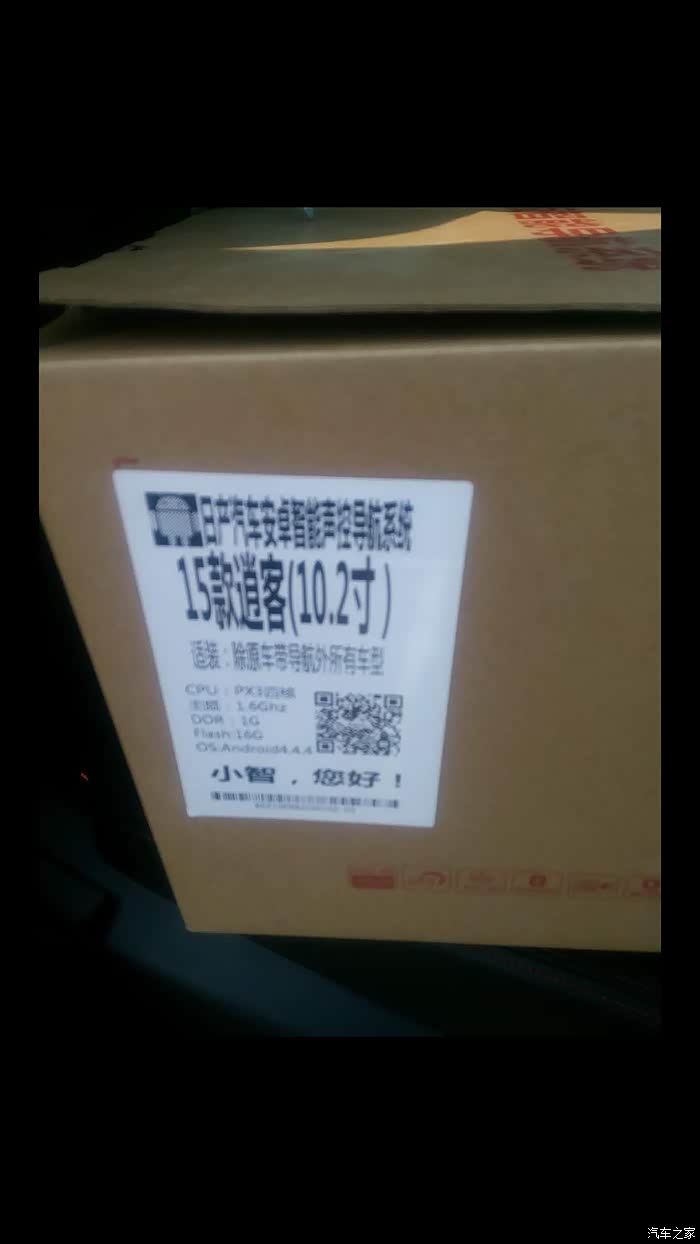 日产汽车安卓智能声控导航系统
15款逍客(10.2寸)
适装：除原车带导航外所有车型
CPU：PX3四核
主频：1.6Ghz
DDR：1G
Flash:16G
OS:Android4.4.4
小智，您好！
汽车之家